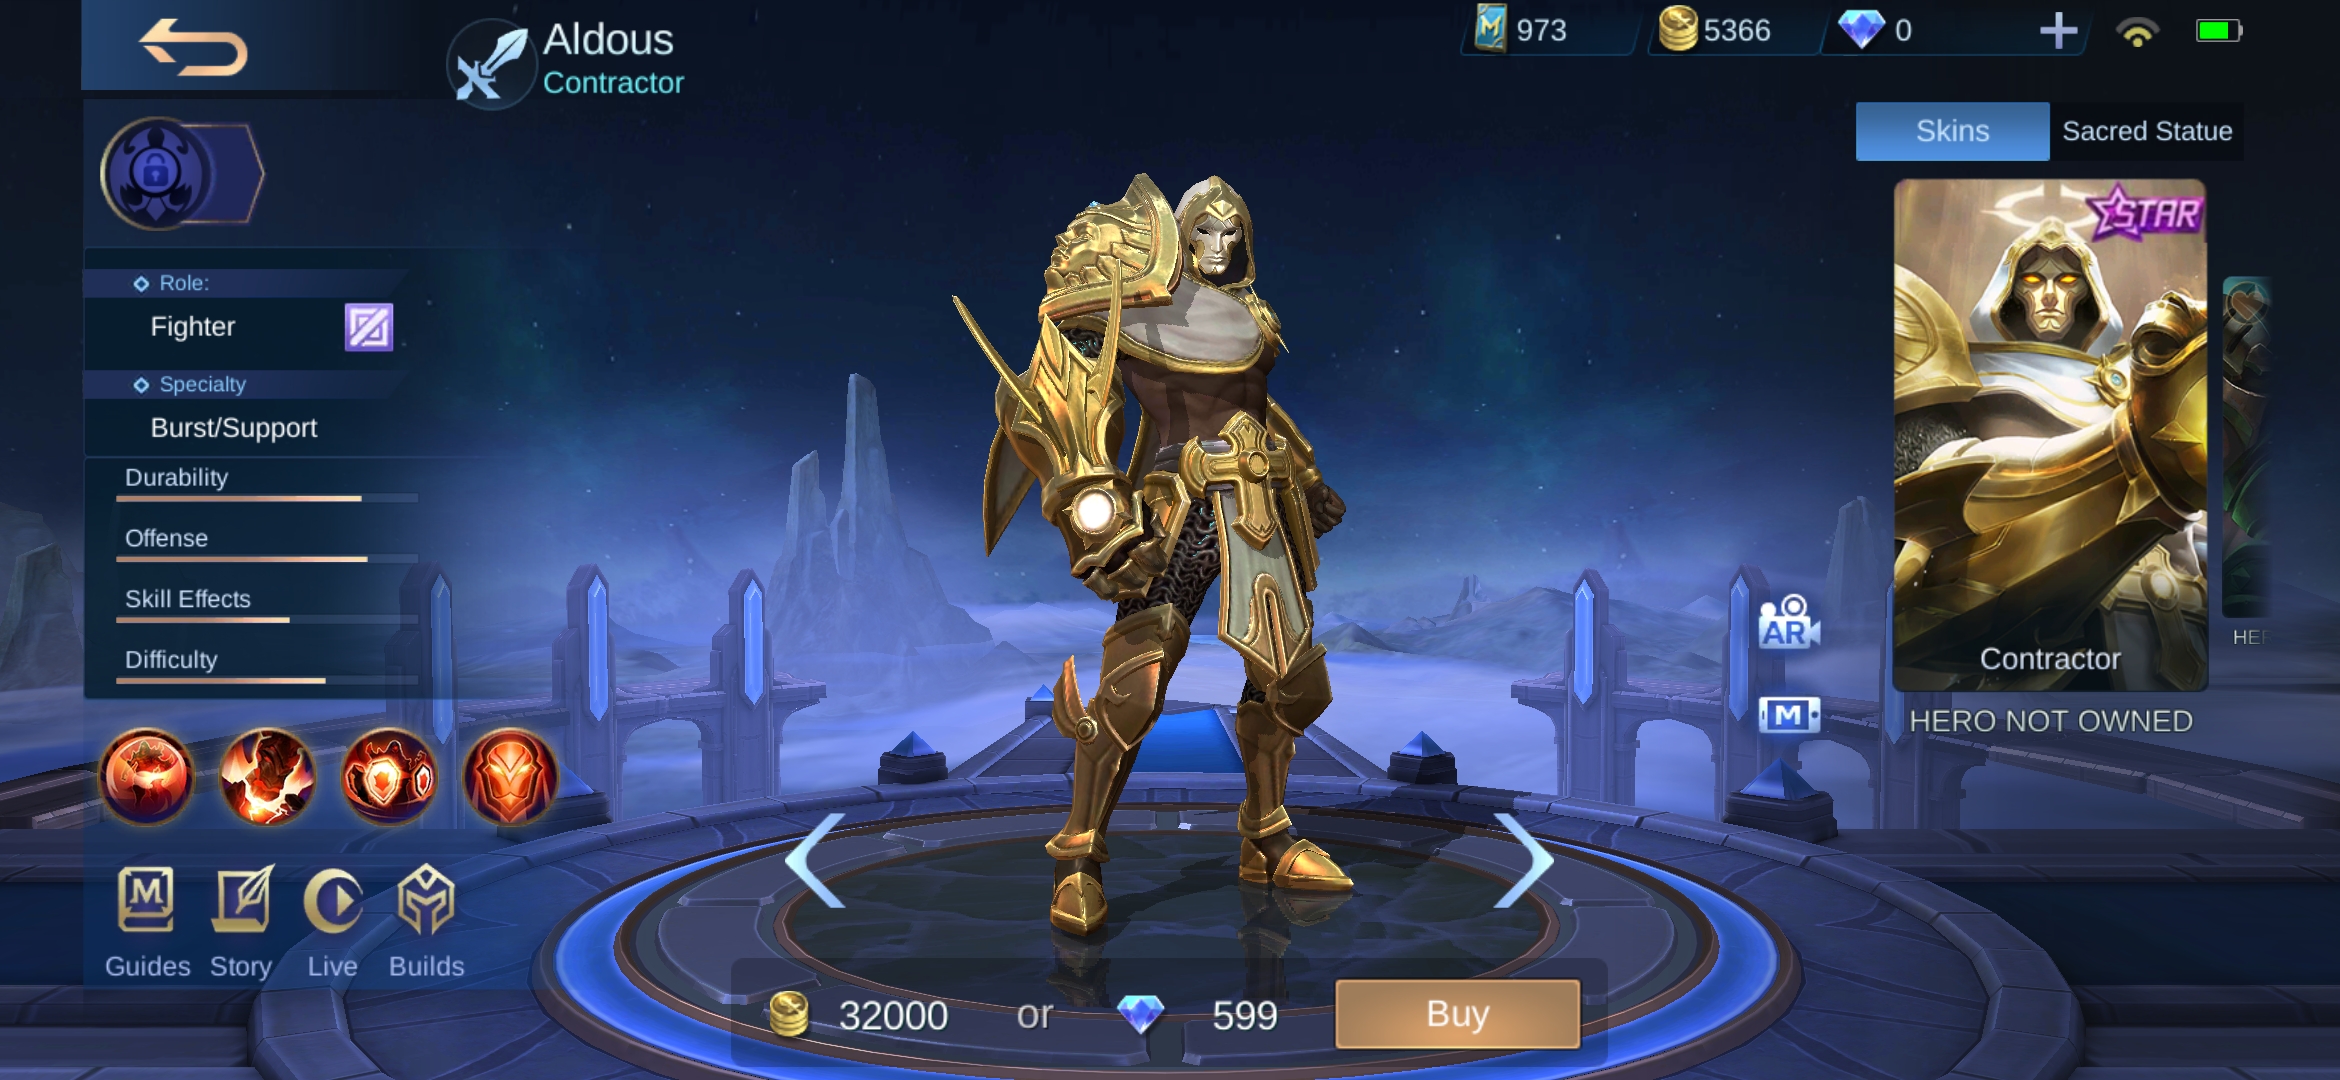 Aldous
Contractor
973
5366
0
Skins
Sacred Statue
Role:
Fighter
Specialty
Burst/Support
Durability
Offense
Skill Effects
Difficulty
STAR
Contractor
HERO NOT OWNED
HER
AR
M
Guides
Story
Live
Builds
32000 or 599
Buy